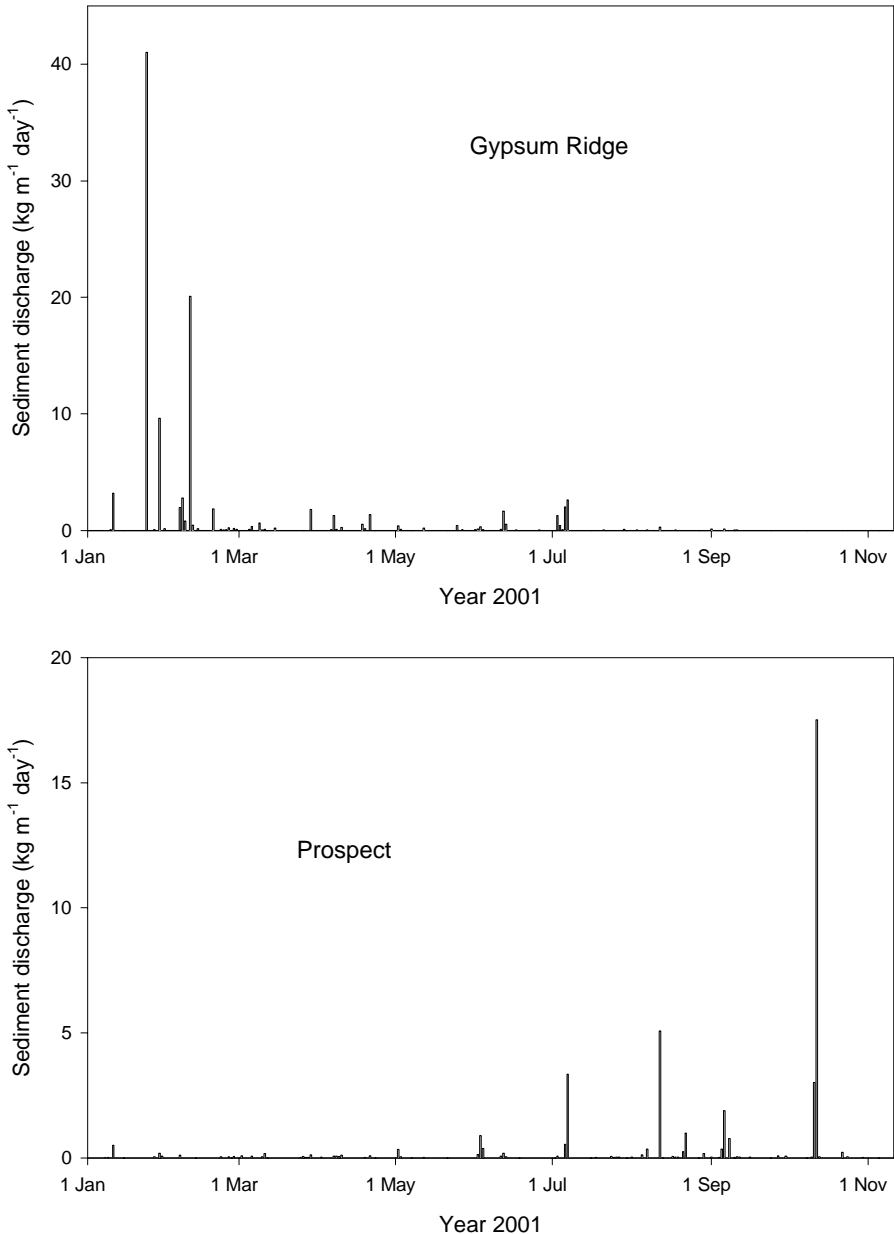 40
30
20
10
0
Sediment discharge (kg m⁻¹ day⁻¹)
Gypsum Ridge
1 Jan 1 Mar 1 May 1 Jul 1 Sep 1 Nov
Year 2001
20
15
10
5
0
Sediment discharge (kg m⁻¹ day⁻¹)
Prospect
1 Jan 1 Mar 1 May 1 Jul 1 Sep 1 Nov
Year 2001